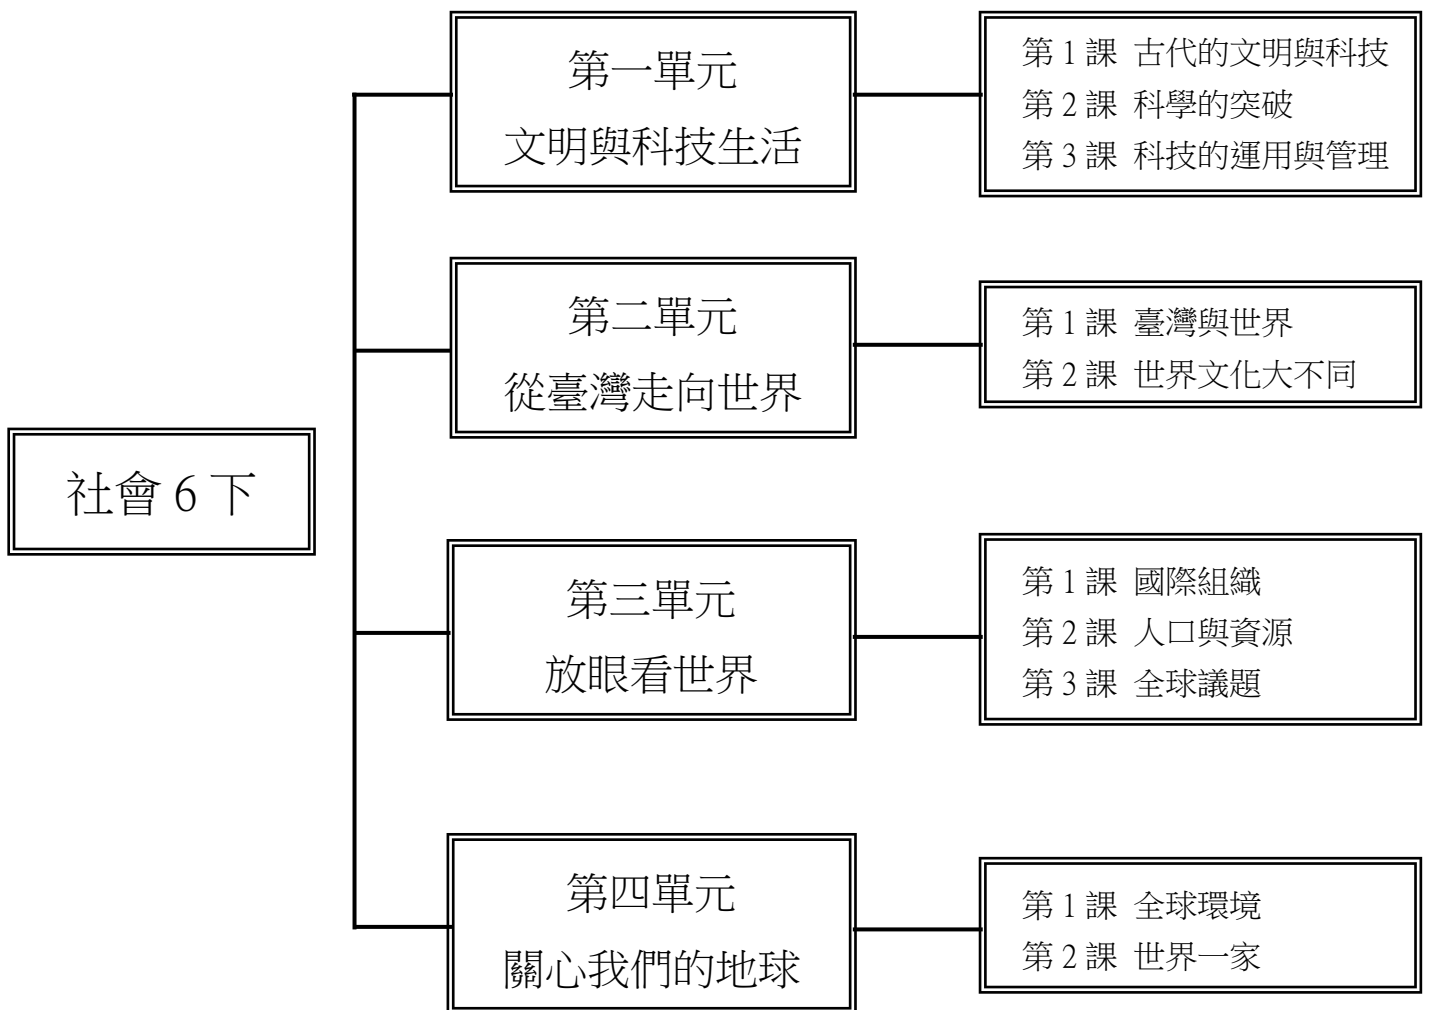 社會 6 下
第一單元
文明與科技生活
第 1 課 古代的文明與科技
第 2 課 科學的突破
第 3 課 科技的運用與管理
第二單元
從臺灣走向世界
第 1 課 臺灣與世界
第 2 課 世界文化大不同
第三單元
放眼看世界
第 1 課 國際組織
第 2 課 人口與資源
第 3 課 全球議題
第四單元
關心我們的地球
第 1 課 全球環境
第 2 課 世界一家